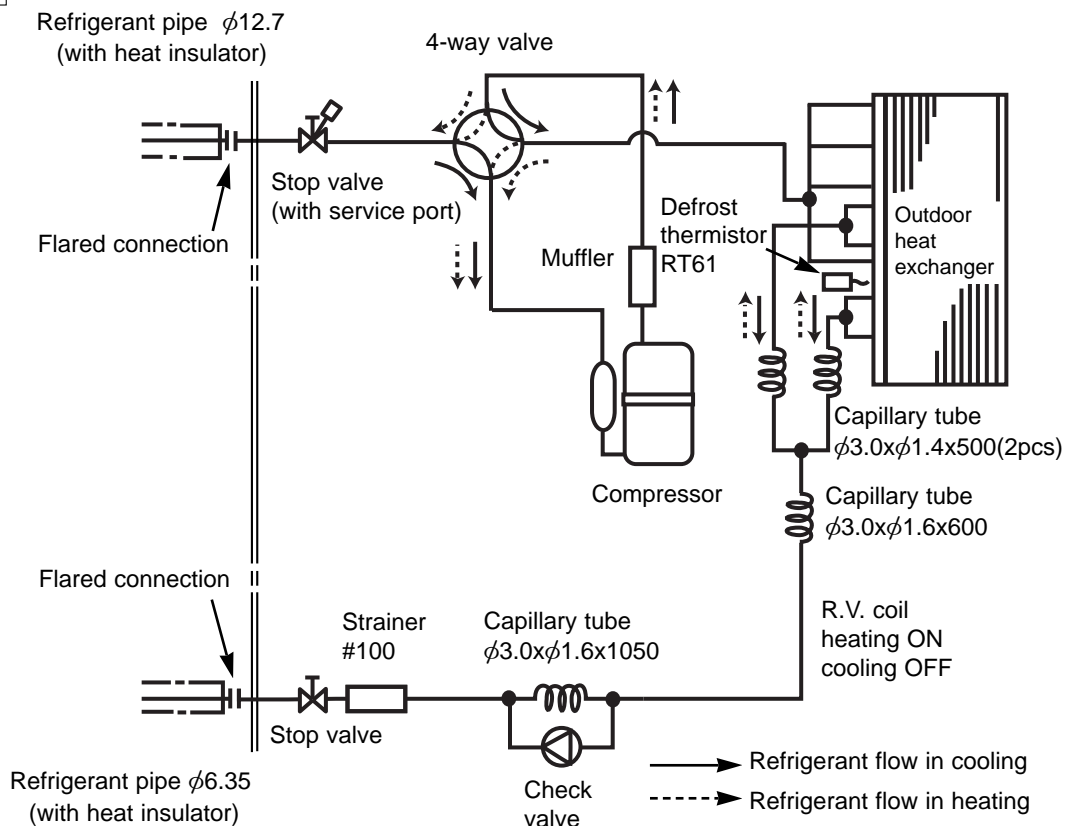 Refrigerant pipe ϕ12.7
(with heat insulator)
4-way valve
Stop valve
(with service port)
Flared connection
Defrost
thermistor
RT61
Outdoor
heat
exchanger
Muffler
Capillary tube
ϕ3.0xϕ1.4x500(2pcs)
Compressor
Capillary tube
ϕ3.0xϕ1.6x600
Flared connection
Strainer
#100
Capillary tube
ϕ3.0xϕ1.6x1050
R.V. coil
heating ON
cooling OFF
Stop valve
Refrigerant pipe ϕ6.35
(with heat insulator)
Check
valve
Refrigerant flow in cooling
Refrigerant flow in heating